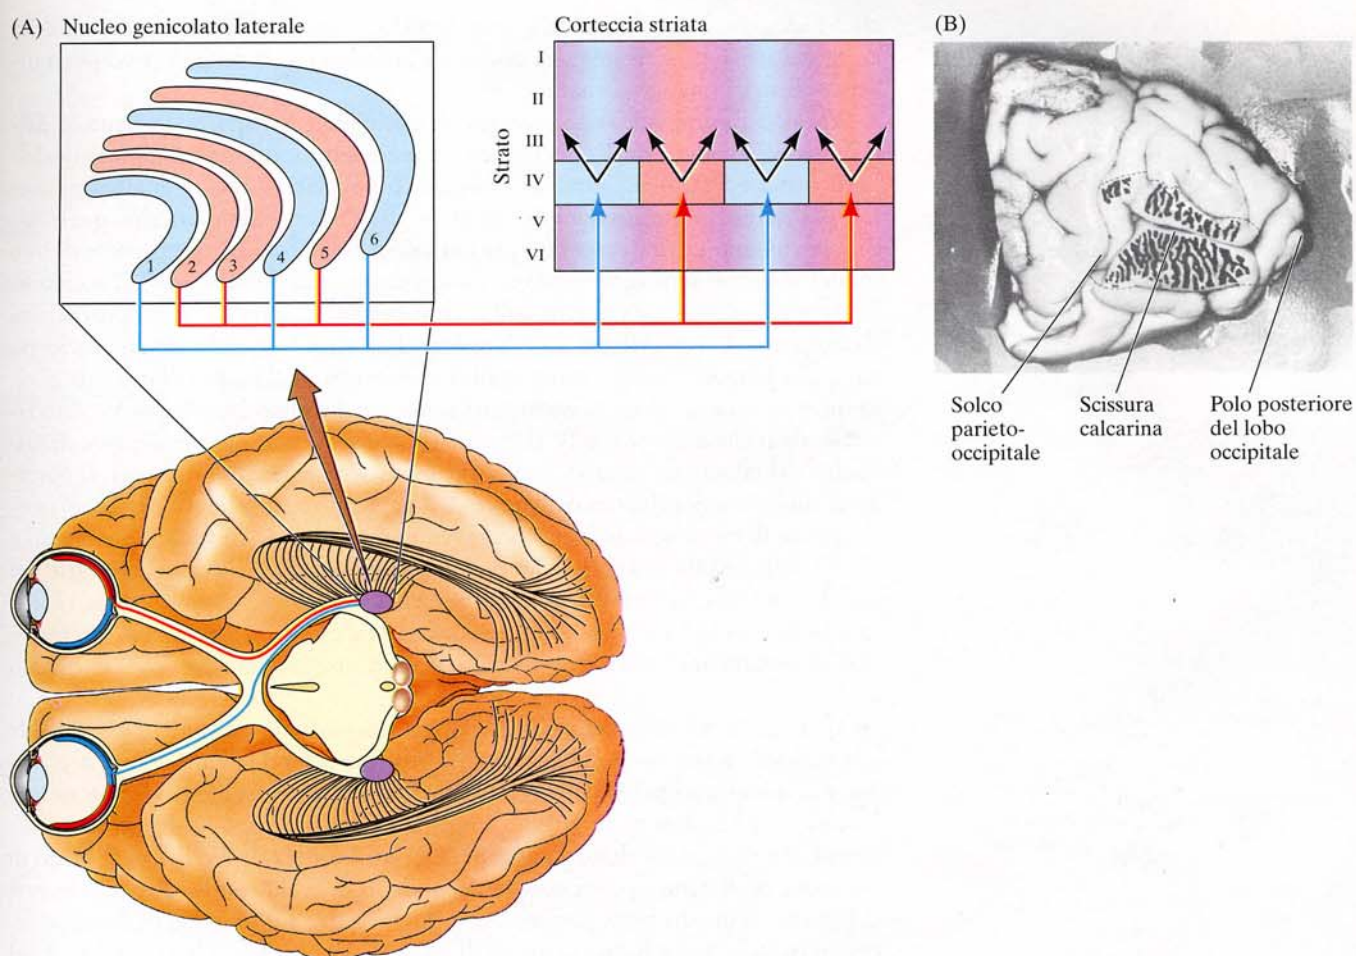 (A) Nucleo genicolato laterale
1 2 3 4 5 6
Corteccia striata
Strato
I
II
III
IV
V
VI
(B)
Solco
parieto-
occipitale
Scissura
calcarina
Polo posteriore
del lobo
occipitale